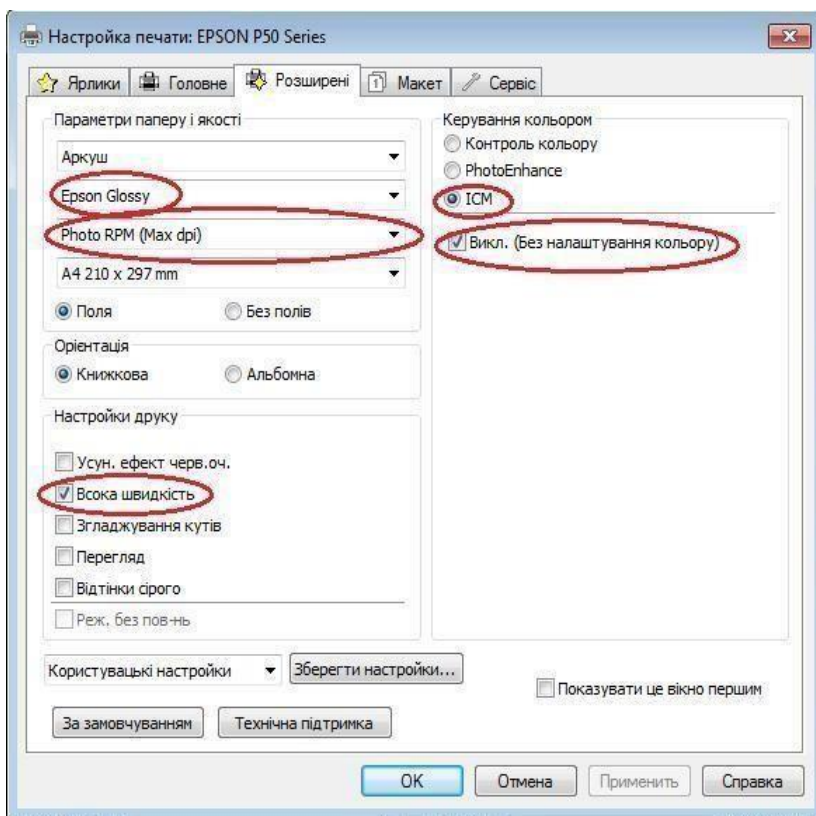 Настройка печати: EPSON P50 Series
Ярлики Головне Розширені Макет Сервіс
Параметри паперу і якості
Аркуш
Epson Glossy
Photo RPM (Max dpi)
A4 210 x 297 mm
Поля Без полів
Орієнтація
Книжкова Альбомна
Настройки друку
Усун. ефект черв.оч.
Всока швидкість
Згладжування кутів
Перегляд
Відтінки сірого
Реж. без пов-нь
Керування кольором
Контроль кольору
PhotoEnhance
ICM
Викл. (Без налаштування кольору)
Користувацькі настройки Зберегти настройки...
Показувати це вікно першим
За замовчуванням Технічна підтримка
OK Отмена Применить Справка